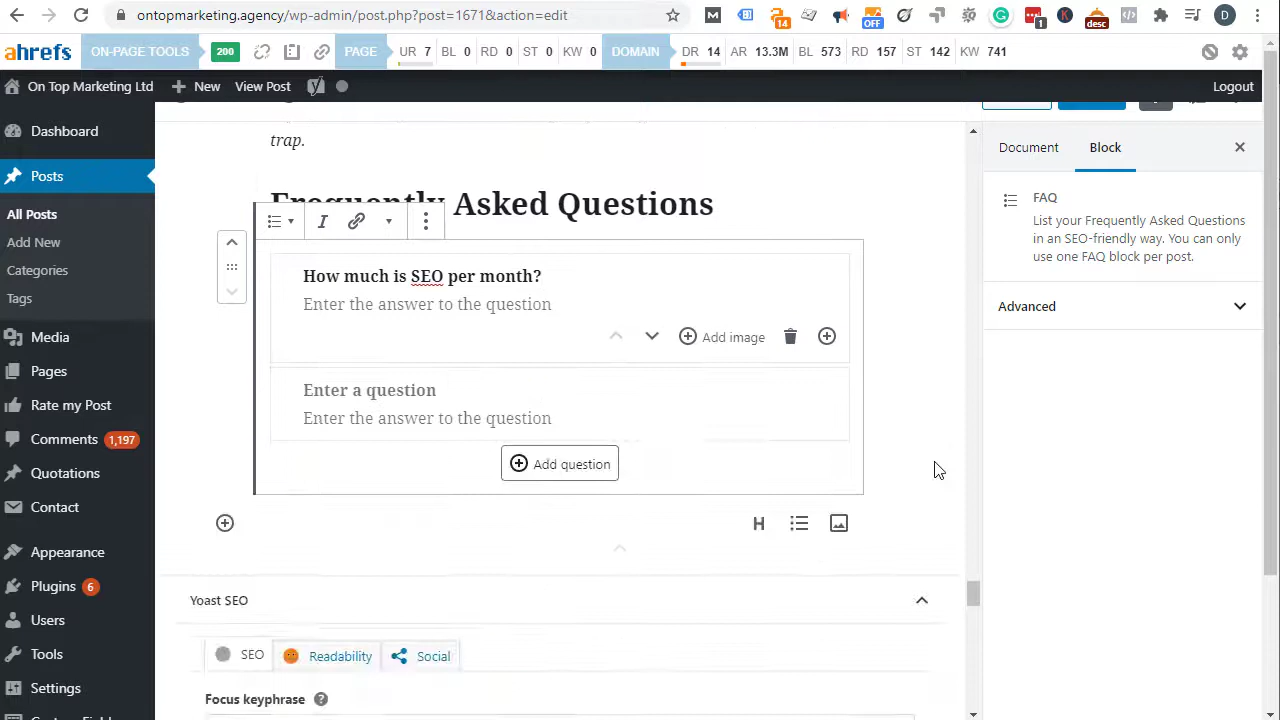 ontopmarketing.agency/wp-admin/post.php?post=1671&action=edit
14
OFF
1
desc
D
ahrefs
ON-PAGE TOOLS
200
PAGE
UR 7
BL 0
RD 0
ST 0
KW 0
DOMAIN
DR 14
AR 13.3M
BL 573
RD 157
ST 142
KW 741
On Top Marketing Ltd
New
View Post
Logout
Dashboard
Posts
All Posts
Add New
Categories
Tags
Media
Pages
Rate my Post
Comments 1,197
Quotations
Contact
Appearance
Plugins 6
Users
Tools
Settings
trap.
Frequently Asked Questions
How much is SEO per month?
Enter the answer to the question
Add image
Enter a question
Enter the answer to the question
Add question
H
Yoast SEO
SEO
Readability
Social
Focus keyphrase
Document
Block
FAQ
List your Frequently Asked Questions
in an SEO-friendly way. You can only
use one FAQ block per post.
Advanced